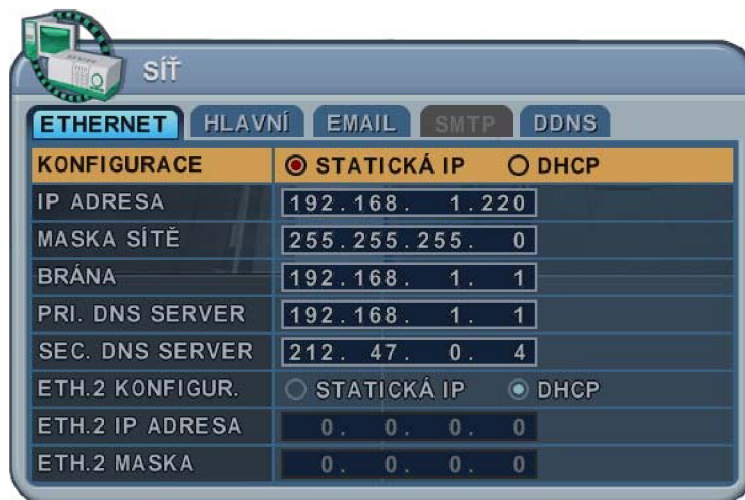 SÍŤ
ETHERNET HLAVNÍ EMAIL SMTP DDNS
KONFIGURACE STATICKÁ IP DHCP
IP ADRESA 192.168. 1.220
MASKA SÍTĚ 255.255.255. 0
BRÁNA 192.168. 1. 1
PRI. DNS SERVER 192.168. 1. 1
SEC. DNS SERVER 212. 47. 0. 4
ETH.2 KONFIGUR. STATICKÁ IP DHCP
ETH.2 IP ADRESA 0. 0. 0. 0
ETH.2 MASKA 0. 0. 0. 0